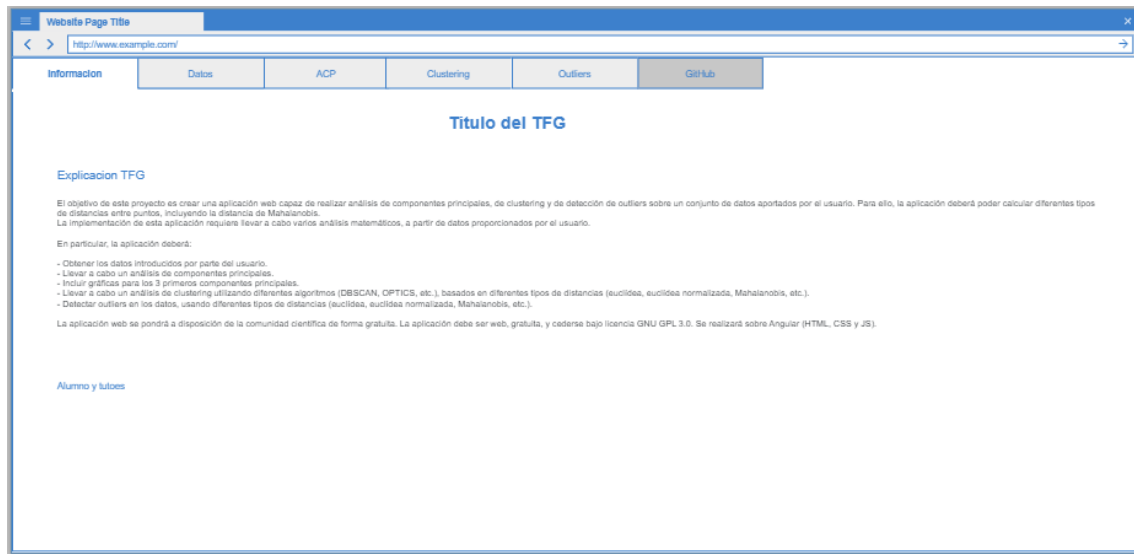 Website Page Title
http://www.example.com/
Informacion Datos ACP Clustering Outliers GitHub
Titulo del TFG
Explicacion TFG
El objetivo de este proyecto es crear una aplicación web capaz de realizar análisis de componentes principales, de clustering y de detección de outliers sobre un conjunto de datos aportados por el usuario. Para ello, la aplicación deberá poder calcular diferentes tipos
de distancias entre puntos, incluyendo la distancia de Mahalanobis.
La implementación de esta aplicación requiere llevar a cabo varios análisis matemáticos, a partir de datos proporcionados por el usuario.
En particular, la aplicación deberá:
- Obtener los datos introducidos por parte del usuario.
- Llevar a cabo un análisis de componentes principales.
- Incluir gráficas para los 3 primeros componentes principales.
- Llevar a cabo un análisis de clustering utilizando diferentes algoritmos (DBSCAN, OPTICS, etc.), basados en diferentes tipos de distancias (euclídea, euclídea normalizada, Mahalanobis, etc.).
- Detectar outliers en los datos, usando diferentes tipos de distancias (euclídea, euclídea normalizada, Mahalanobis, etc.).
La aplicación web se pondrá a disposición de la comunidad científica de forma gratuita. La aplicación debe ser web, gratuita, y cederse bajo licencia GNU GPL 3.0. Se realizará sobre Angular (HTML, CSS y JS).
Alumno y tutoes